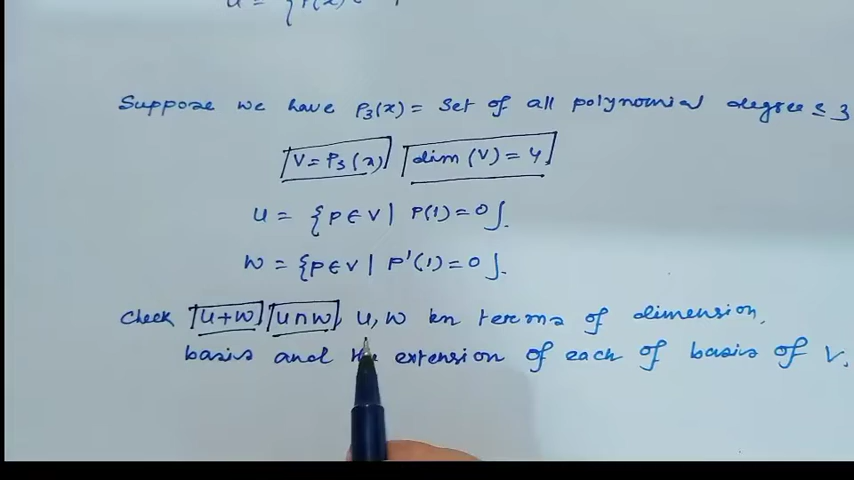 Suppose we have P₃(x) = Set of all polynomial degree ≤ 3
V = P₃(x) dim (V) = 4
U = {P ∈ V | P(1) = 0}.
W = {P ∈ V | P'(1) = 0}.
Check U+W U∩W, U, W in terms of dimension,
basis and the extension of each of basis of V.